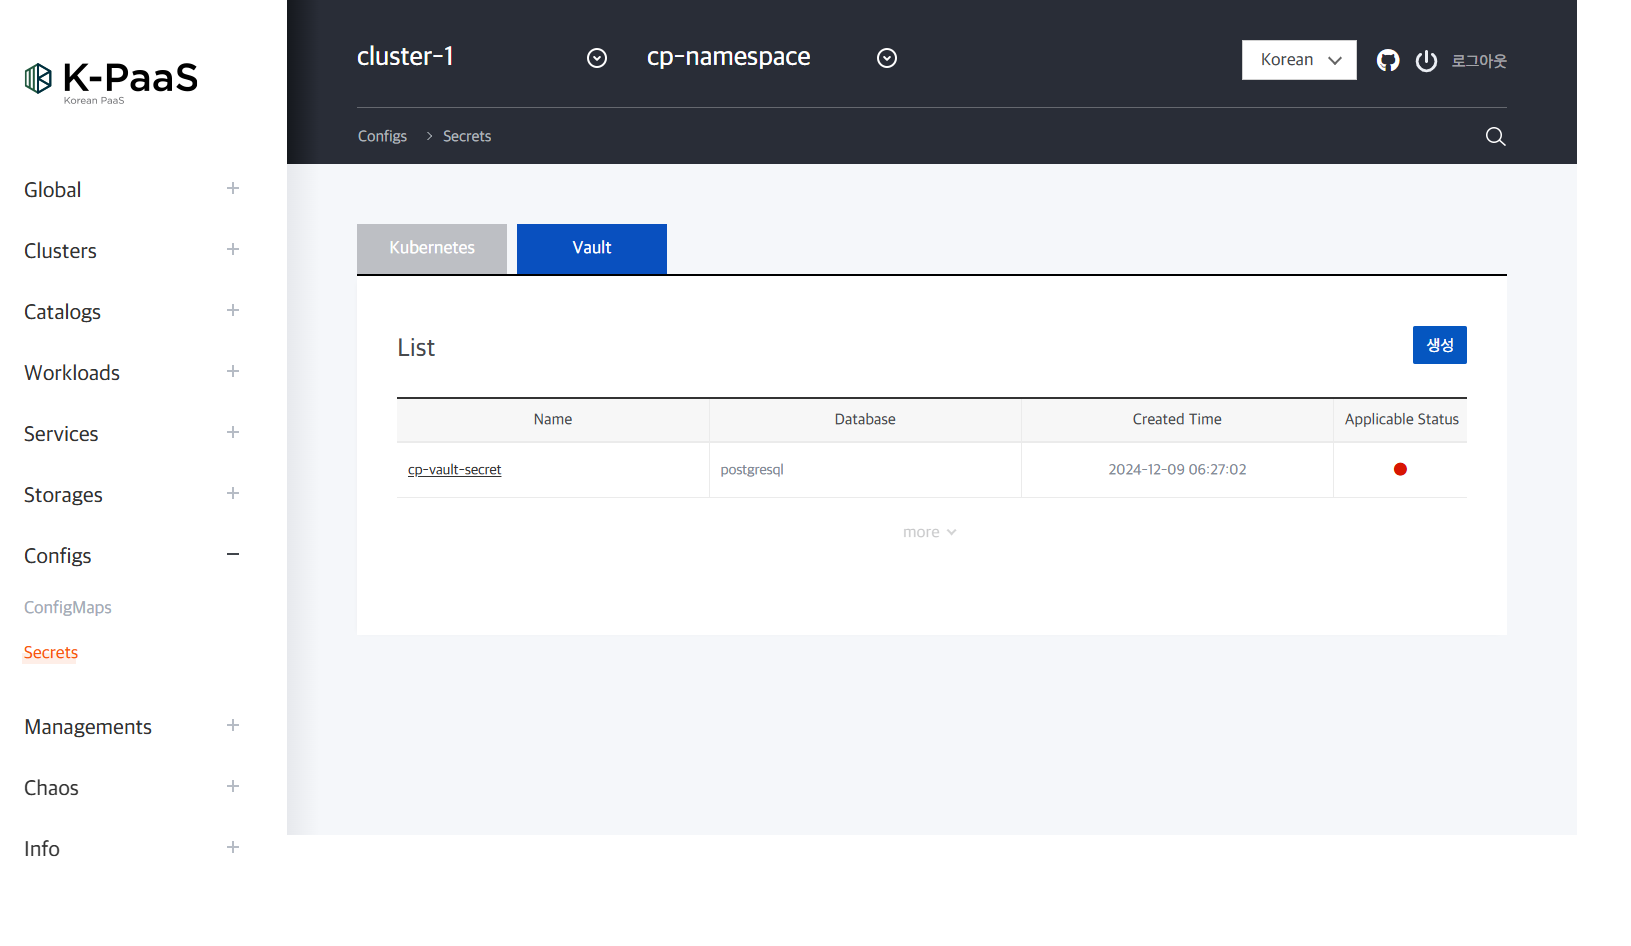 K-PaaS
Korean PaaS
Global
Clusters
Catalogs
Workloads
Services
Storages
Configs
ConfigMaps
Secrets
Managements
Chaos
Info
cluster-1
cp-namespace
Korean
로그아웃
Configs > Secrets
Kubernetes
Vault
List
생성
Name Database Created Time Applicable Status
cp-vault-secret postgresql 2024-12-09 06:27:02
more